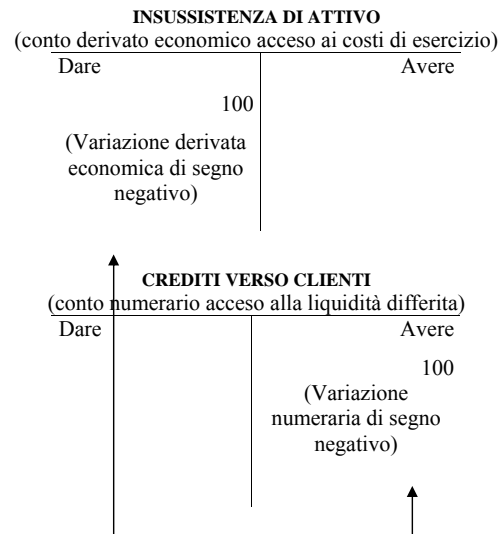 INSUSSISTENZA DI ATTIVO
(conto derivato economico acceso ai costi di esercizio)
Dare Avere
100
(Variazione derivata
economica di segno
negativo)
CREDITI VERSO CLIENTI
(conto numerario acceso alla liquidità differita)
Dare Avere
100
(Variazione
numeraria di segno
negativo)